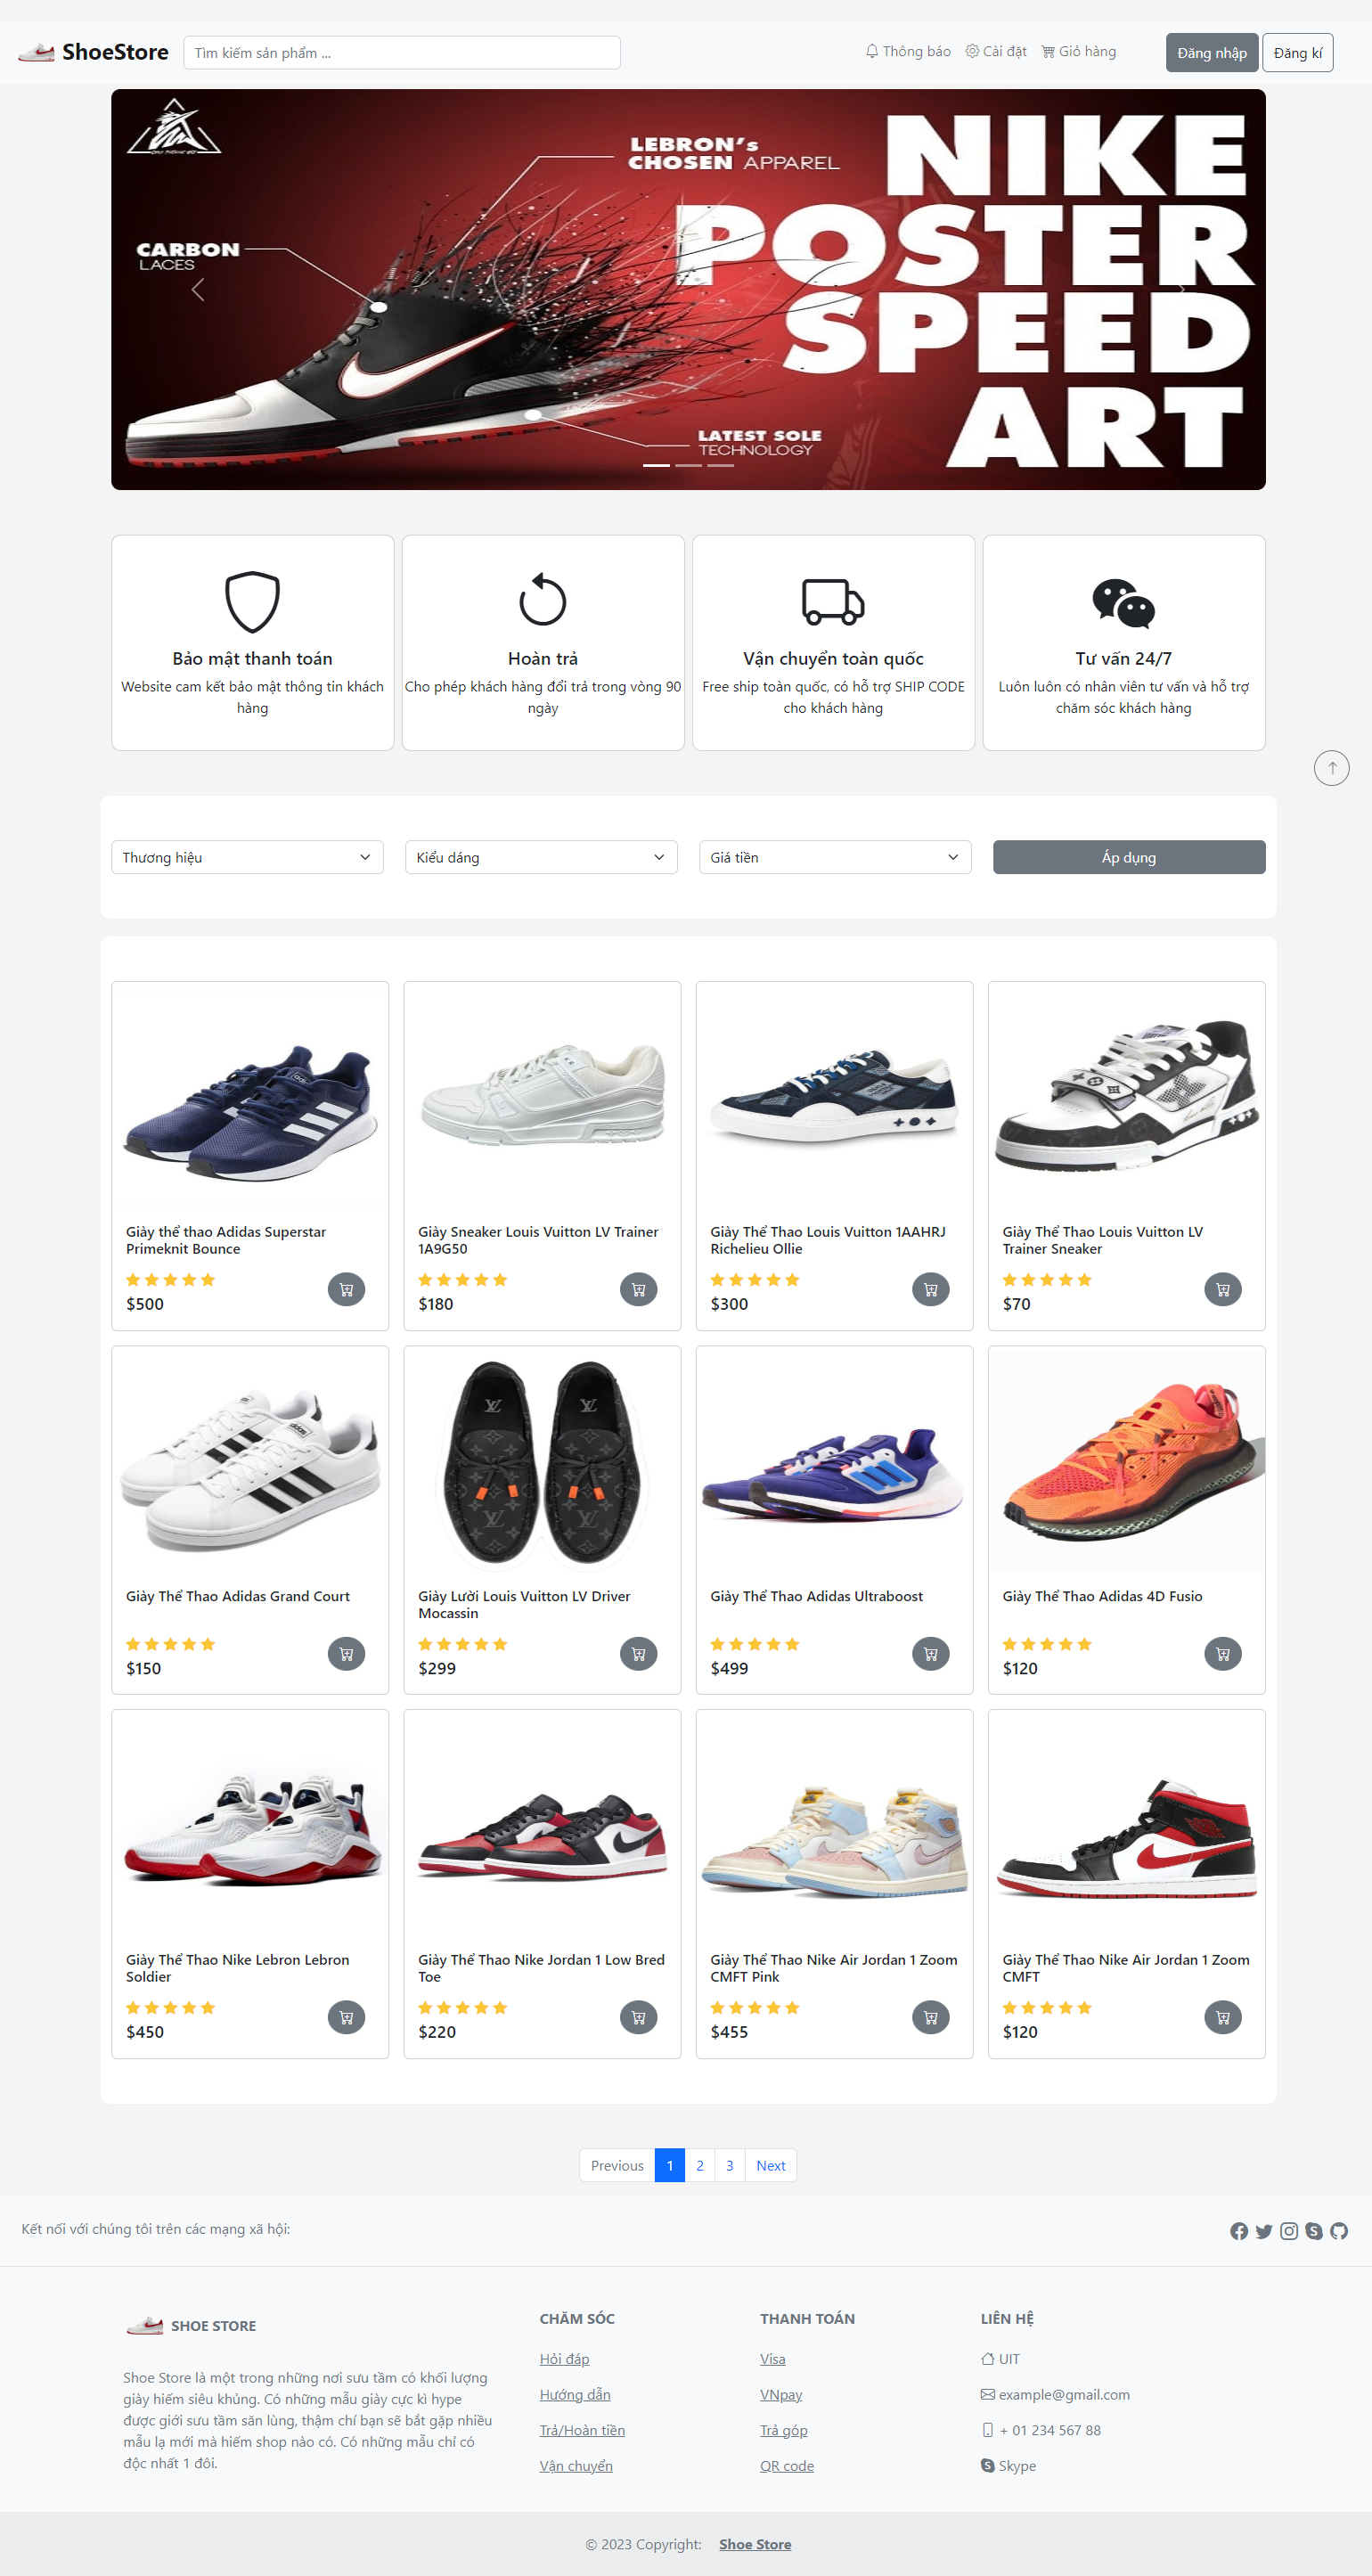 ShoeStore
Tìm kiếm sản phẩm ...
Thông báo
Cài đặt
Giỏ hàng
Đăng nhập
Đăng kí
LEBRON's
CHOSEN APPAREL
CARBON
LACES
NIKE
POSTER
SPEED
ART
LATEST SOLE
TECHNOLOGY
Bảo mật thanh toán
Website cam kết bảo mật thông tin khách
hàng
Hoàn trả
Cho phép khách hàng đổi trả trong vòng 90
ngày
Vận chuyển toàn quốc
Free ship toàn quốc, có hỗ trợ SHIP CODE
cho khách hàng
Tư vấn 24/7
Luôn luôn có nhân viên tư vấn và hỗ trợ
chăm sóc khách hàng
Thương hiệu
Kiểu dáng
Giá tiền
Áp dụng
Giày thể thao Adidas Superstar
Primeknit Bounce
$500
Giày Sneaker Louis Vuitton LV Trainer
1A9G50
$180
Giày Thể Thao Louis Vuitton 1AAHRJ
Richelieu Ollie
$300
Giày Thể Thao Louis Vuitton LV
Trainer Sneaker
$70
Giày Thể Thao Adidas Grand Court
$150
Giày Lười Louis Vuitton LV Driver
Mocassin
$299
Giày Thể Thao Adidas Ultraboost
$499
Giày Thể Thao Adidas 4D Fusio
$120
Giày Thể Thao Nike Lebron Lebron
Soldier
$450
Giày Thể Thao Nike Jordan 1 Low Bred
Toe
$220
Giày Thể Thao Nike Air Jordan 1 Zoom
CMFT Pink
$455
Giày Thể Thao Nike Air Jordan 1 Zoom
CMFT
$120
Previous
1
2
3
Next
Kết nối với chúng tôi trên các mạng xã hội:
SHOE STORE
Shoe Store là một trong những nơi sưu tầm có khối lượng
giày hiếm siêu khủng. Có những mẫu giày cực kì hype
được giới sưu tầm săn lùng, thậm chí bạn sẽ bắt gặp nhiều
mẫu lạ mới mà hiếm shop nào có. Có những mẫu chỉ có
độc nhất 1 đôi.
CHĂM SÓC
Hỏi đáp
Hướng dẫn
Trả/Hoàn tiền
Vận chuyển
THANH TOÁN
Visa
VNpay
Trả góp
QR code
LIÊN HỆ
UIT
example@gmail.com
+ 01 234 567 88
Skype
© 2023 Copyright: Shoe Store